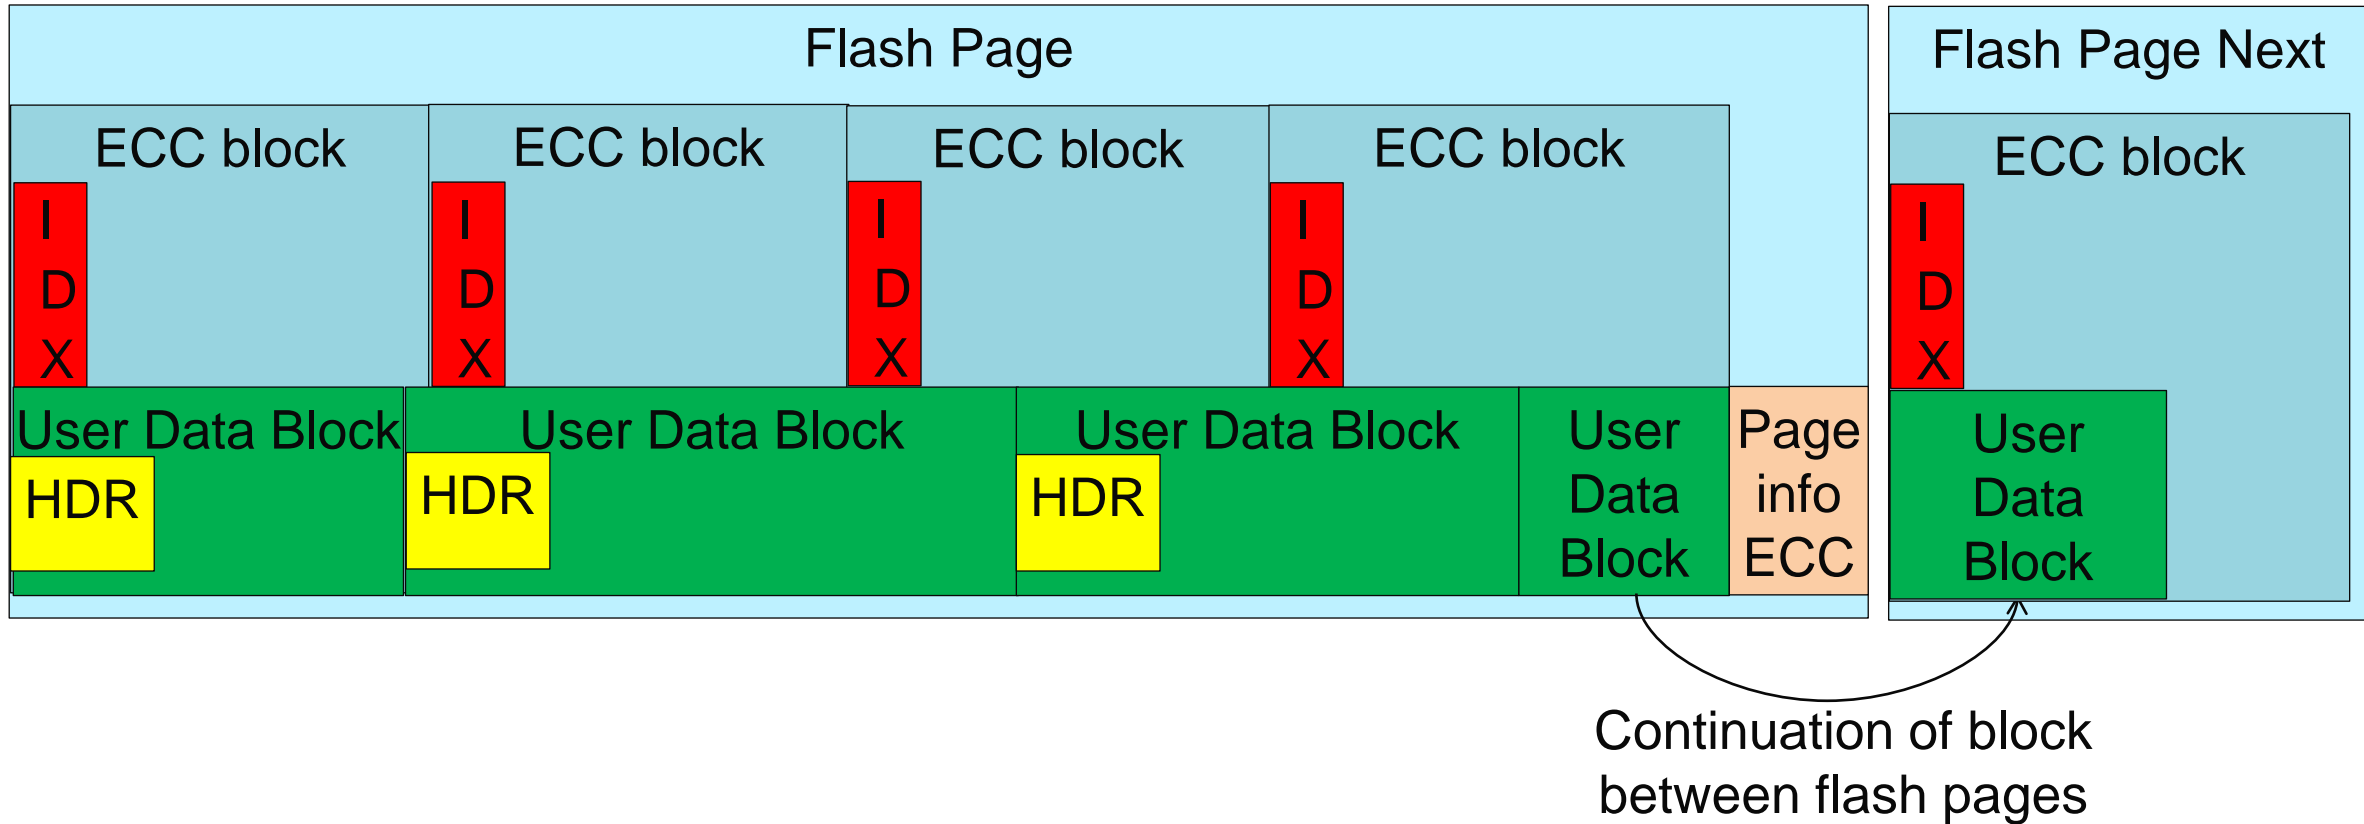 Flash Page
Flash Page Next
ECC block
ECC block
ECC block
ECC block
ECC block
I
D
X
I
D
X
I
D
X
I
D
X
I
D
X
User Data Block
HDR
User Data Block
HDR
User Data Block
HDR
User
Data
Block
Page
info
ECC
User
Data
Block
Continuation of block
between flash pages